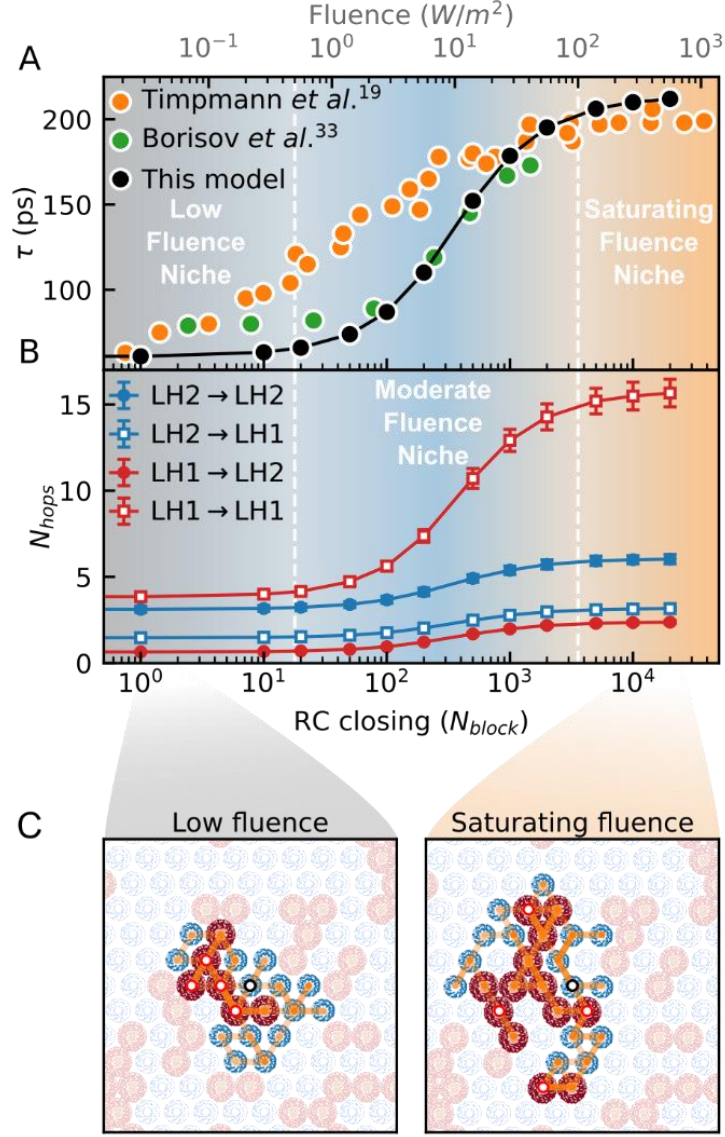 Fluence (W/m²)
10⁻¹ 10⁰ 10¹ 10² 10³
A
200
150
100
τ (ps)
Timpmann et al.¹⁹
Borisov et al.³³
This model
Low
Fluence
Niche
Saturating
Fluence
Niche
B
15
10
5
0
N_hops
LH2 → LH2
LH2 → LH1
LH1 → LH2
LH1 → LH1
Moderate
Fluence
Niche
10⁰ 10¹ 10² 10³ 10⁴
RC closing (N_block)
C
Low fluence
Saturating fluence